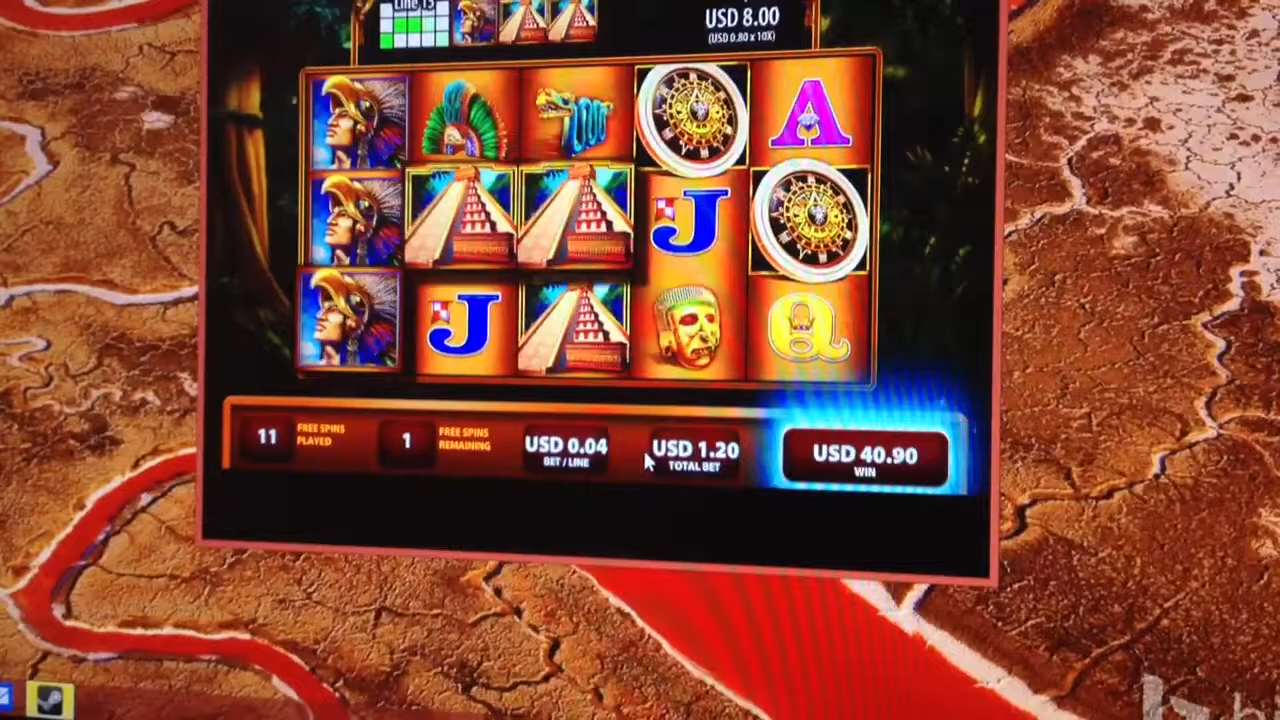 Line 15
USD 8.00
(USD 0.80 x 10X)
A
J
J
Q
11
FREE SPINS
PLAYED
1
FREE SPINS
REMAINING
USD 0.04
BET / LINE
USD 1.20
TOTAL BET
USD 40.90
WIN